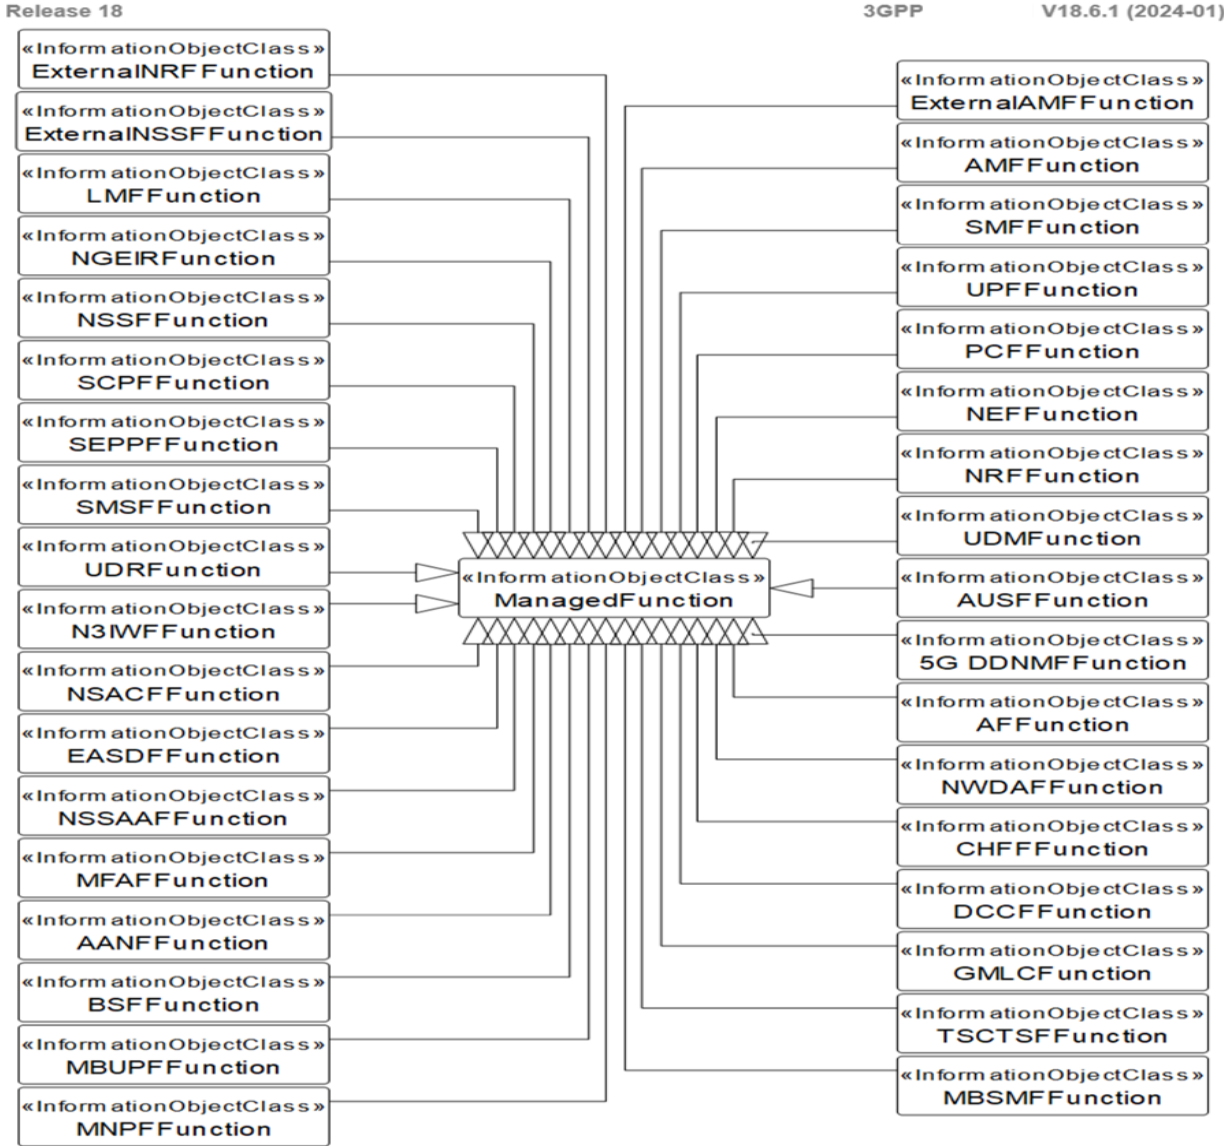 Release 18 3GPP V18.6.1 (2024-01)
«InformationObjectClass»
ExternalNRFFunction
«InformationObjectClass»
ExternalNSSFFunction
«InformationObjectClass»
LMFFunction
«InformationObjectClass»
NGEIRFunction
«InformationObjectClass»
NSSFFunction
«InformationObjectClass»
SCPFFunction
«InformationObjectClass»
SEPPFFunction
«InformationObjectClass»
SMSFFunction
«InformationObjectClass»
UDRFunction
«InformationObjectClass»
N3IWFFunction
«InformationObjectClass»
NSACFFunction
«InformationObjectClass»
EASDFFunction
«InformationObjectClass»
NSSAAFFunction
«InformationObjectClass»
MFAFFunction
«InformationObjectClass»
AANFFunction
«InformationObjectClass»
BSFFunction
«InformationObjectClass»
MBUPFFunction
«InformationObjectClass»
MNPFFunction
«InformationObjectClass»
ManagedFunction
«InformationObjectClass»
ExternalAMFFunction
«InformationObjectClass»
AMFFunction
«InformationObjectClass»
SMFFunction
«InformationObjectClass»
UPFFunction
«InformationObjectClass»
PCFFunction
«InformationObjectClass»
NEFFunction
«InformationObjectClass»
NRFFunction
«InformationObjectClass»
UDMFunction
«InformationObjectClass»
AUSFFunction
«InformationObjectClass»
5G DDNMFFunction
«InformationObjectClass»
AFFunction
«InformationObjectClass»
NWDAFFunction
«InformationObjectClass»
CHFFFunction
«InformationObjectClass»
DCCFFunction
«InformationObjectClass»
GMLCFunction
«InformationObjectClass»
TSCTSFFunction
«InformationObjectClass»
MBSMFFunction